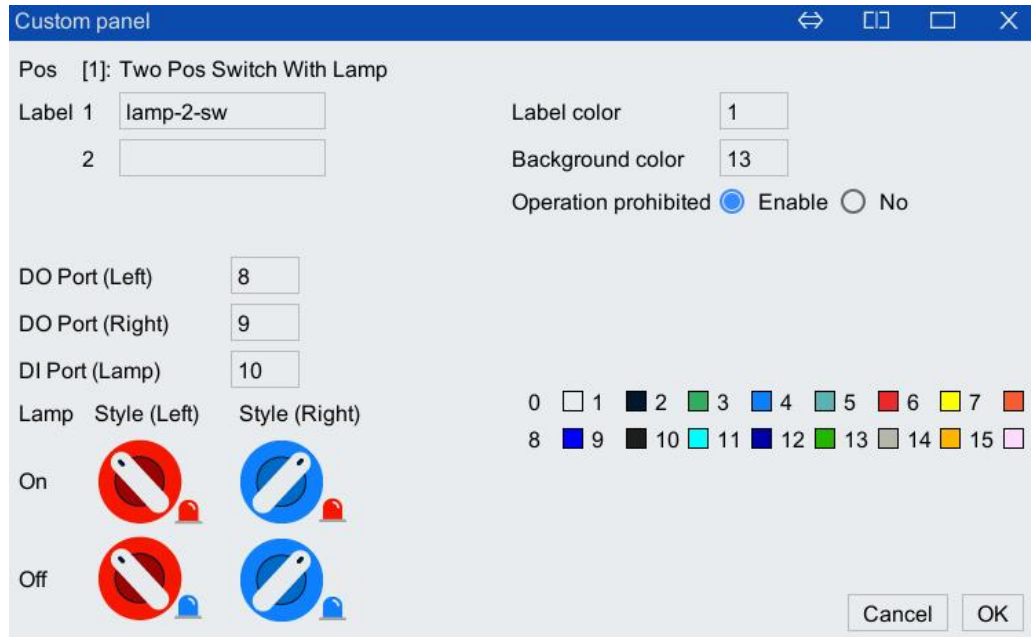 Custom panel
Pos [1]: Two Pos Switch With Lamp
Label 1 lamp-2-sw Label color 1
2 Background color 13
Operation prohibited Enable No
DO Port (Left) 8
DO Port (Right) 9
DI Port (Lamp) 10
Lamp Style (Left) Style (Right)
0 1 2 3 4 5 6 7
8 9 10 11 12 13 14 15
On
Off
Cancel OK